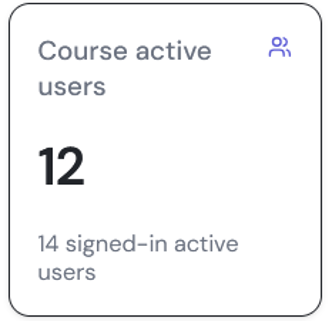 Course active
users
12
14 signed-in active
users